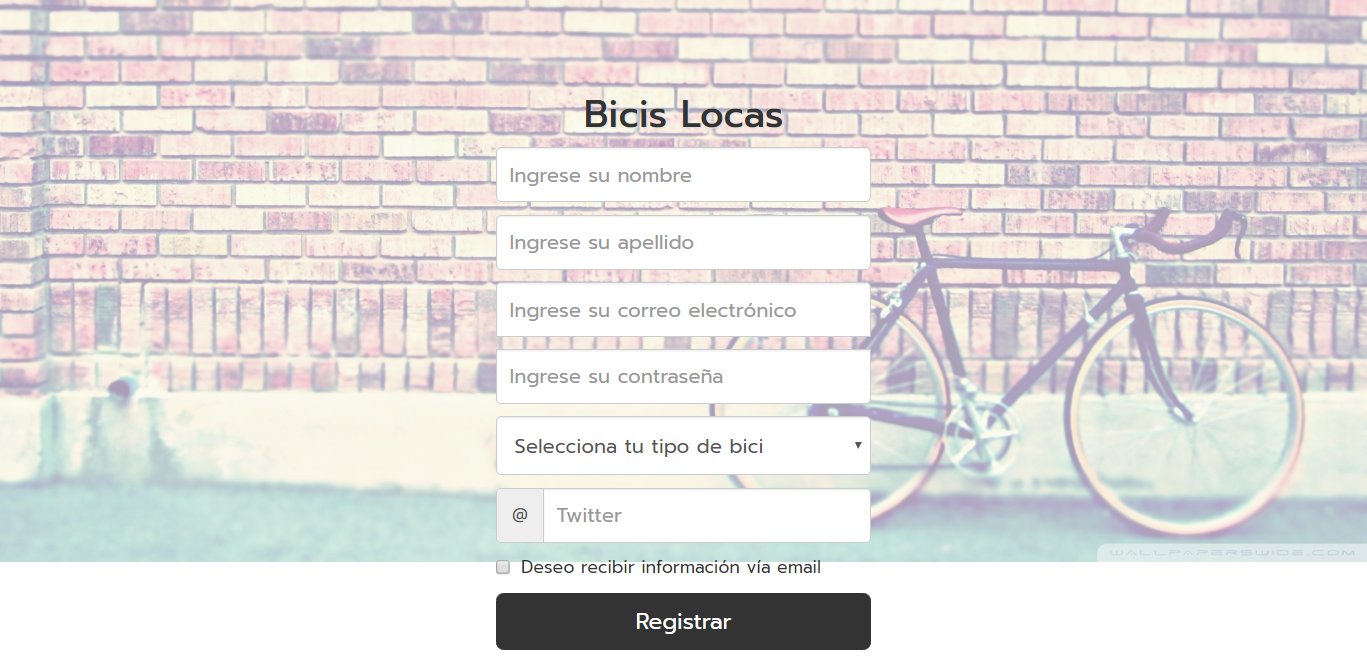 Bicis Locas
Ingrese su nombre
Ingrese su apellido
Ingrese su correo electrónico
Ingrese su contraseña
Selecciona tu tipo de bici
@ Twitter
WALLPAPERSWIDE.COM
Deseo recibir información vía email
Registrar